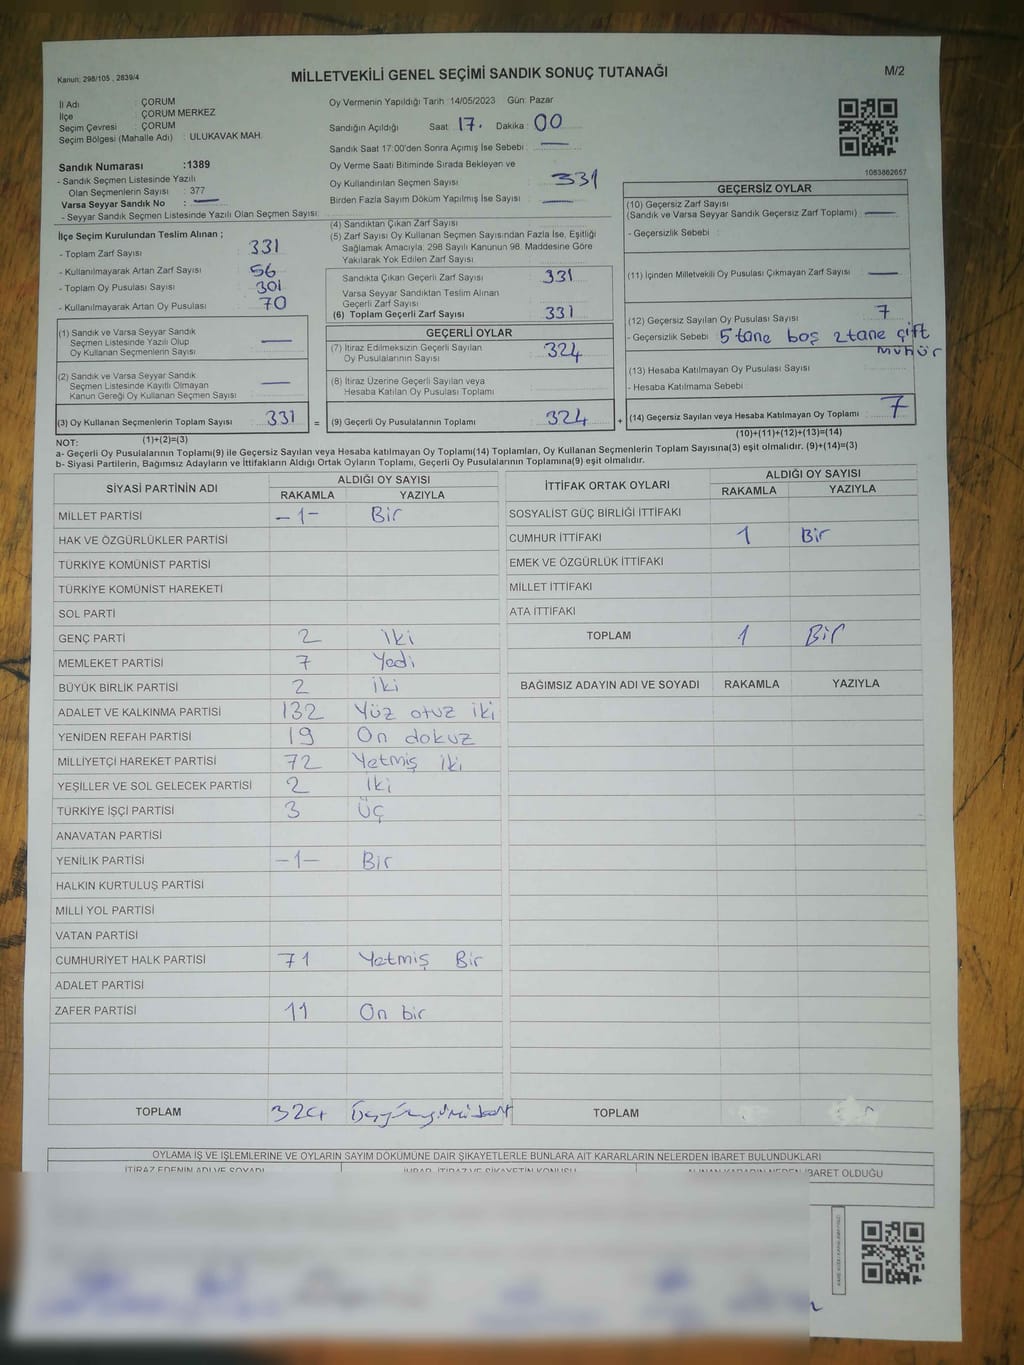 Kanun: 298/105 , 2839/4
MİLLETVEKİLİ GENEL SEÇİMİ SANDIK SONUÇ TUTANAĞI
M/2
İl Adı : ÇORUM
İlçe : ÇORUM MERKEZ
Seçim Çevresi : ÇORUM
Seçim Bölgesi (Mahalle Adı) : ULUKAVAK MAH.
Sandık Numarası :1389
- Sandık Seçmen Listesinde Yazılı
Olan Seçmenlerin Sayısı : 377
Varsa Seyyar Sandık No : —
- Seyyar Sandık Seçmen Listesinde Yazılı Olan Seçmen Sayısı:
Oy Vermenin Yapıldığı Tarih :14/05/2023 Gün: Pazar
Sandığın Açıldığı Saat: 17. Dakika: 00
Sandık Saat 17:00'den Sonra Açımış İse Sebebi : —
Oy Verme Saati Bitiminde Sırada Bekleyen ve
Oy Kullandırılan Seçmen Sayısı : 331
Birden Fazla Sayım Döküm Yapılmış İse Sayısı : —
1083862657
İlçe Seçim Kurulundan Teslim Alınan ;
- Toplam Zarf Sayısı : 331
- Kullanılmayarak Artan Zarf Sayısı : 56
- Toplam Oy Pusulası Sayısı : 301
- Kullanılmayarak Artan Oy Pusulası : 70
(1) Sandık ve Varsa Seyyar Sandık
Seçmen Listesinde Yazılı Olup
Oy Kullanan Seçmenlerin Sayısı : —
(2) Sandık ve Varsa Seyyar Sandık
Seçmen Listesinde Kayıtlı Olmayan
Kanun Gereği Oy Kullanan Seçmen Sayısı : —
(3) Oy Kullanan Seçmenlerin Toplam Sayısı : 331 =
(1)+(2)=(3)
(4) Sandıktan Çıkan Zarf Sayısı
(5) Zarf Sayısı Oy Kullanan Seçmen Sayısından Fazla İse, Eşitliği
Sağlamak Amacıyla, 298 Sayılı Kanunun 98. Maddesine Göre
Yakılarak Yok Edilen Zarf Sayısı :
Sandıkta Çıkan Geçerli Zarf Sayısı : 331
Varsa Seyyar Sandıktan Teslim Alınan
Geçerli Zarf Sayısı :
(6) Toplam Geçerli Zarf Sayısı : 331
GEÇERLİ OYLAR
(7) İtiraz Edilmeksizin Geçerli Sayılan
Oy Pusulalarının Sayısı : 324
(8) İtiraz Üzerine Geçerli Sayılan veya
Hesaba Katılan Oy Pusulası Toplamı :
(9) Geçerli Oy Pusulalarının Toplamı : 324 +
GEÇERSİZ OYLAR
(10) Geçersiz Zarf Sayısı
(Sandık ve Varsa Seyyar Sandık Geçersiz Zarf Toplamı) : —
- Geçersizlik Sebebi :
(11) İçinden Milletvekili Oy Pusulası Çıkmayan Zarf Sayısı : —
(12) Geçersiz Sayılan Oy Pusulası Sayısı : 7
- Geçersizlik Sebebi : 5 tane boş 2 tane çift
mühür
(13) Hesaba Katılmayan Oy Pusulası Sayısı :
- Hesaba Katılmama Sebebi :
(14) Geçersiz Sayılan veya Hesaba Katılmayan Oy Toplamı : 7
(10)+(11)+(12)+(13)=(14)
NOT:
a- Geçerli Oy Pusulalarının Toplamı(9) ile Geçersiz Sayılan veya Hesaba katılmayan Oy Toplamı(14) Toplamları, Oy Kullanan Seçmenlerin Toplam Sayısına(3) eşit olmalıdır. (9)+(14)=(3)
b- Siyasi Partilerin, Bağımsız Adayların ve İttifakların Aldığı Ortak Oyların Toplamı, Geçerli Oy Pusulalarının Toplamına(9) eşit olmalıdır.
SİYASİ PARTİNİN ADI ALDIĞI OY SAYISI
RAKAMLA YAZIYLA
MİLLET PARTİSİ -1- Bir
HAK VE ÖZGÜRLÜKLER PARTİSİ
TÜRKİYE KOMÜNİST PARTİSİ
TÜRKİYE KOMÜNİST HAREKETİ
SOL PARTİ
GENÇ PARTİ 2 iki
MEMLEKET PARTİSİ 7 Yedi
BÜYÜK BİRLİK PARTİSİ 2 iki
ADALET VE KALKINMA PARTİSİ 132 Yüz otuz iki
YENİDEN REFAH PARTİSİ 19 On dokuz
MİLLİYETÇİ HAREKET PARTİSİ 72 Yetmiş iki
YEŞİLLER VE SOL GELECEK PARTİSİ 2 iki
TÜRKİYE İŞÇİ PARTİSİ 3 Üç
ANAVATAN PARTİSİ
YENİLİK PARTİSİ -1- Bir
HALKIN KURTULUŞ PARTİSİ
MİLLİ YOL PARTİSİ
VATAN PARTİSİ
CUMHURİYET HALK PARTİSİ 71 Yetmiş Bir
ADALET PARTİSİ
ZAFER PARTİSİ 11 On bir
TOPLAM 324
İTTİFAK ORTAK OYLARI ALDIĞI OY SAYISI
RAKAMLA YAZIYLA
SOSYALİST GÜÇ BİRLİĞİ İTTİFAKI
CUMHUR İTTİFAKI 1 Bir
EMEK VE ÖZGÜRLÜK İTTİFAKI
MİLLET İTTİFAKI
ATA İTTİFAKI
TOPLAM 1 Bir
BAĞIMSIZ ADAYIN ADI VE SOYADI RAKAMLA YAZIYLA
TOPLAM
OYLAMA İŞ VE İŞLEMLERİNE VE OYLARIN SAYIM DÖKÜMÜNE DAİR ŞİKAYETLERLE BUNLARA AİT KARARLARIN NELERDEN İBARET BULUNDUKLARI
İTİRAZ EDENİN ADI VE SOYADI
İBARET OLDUĞU